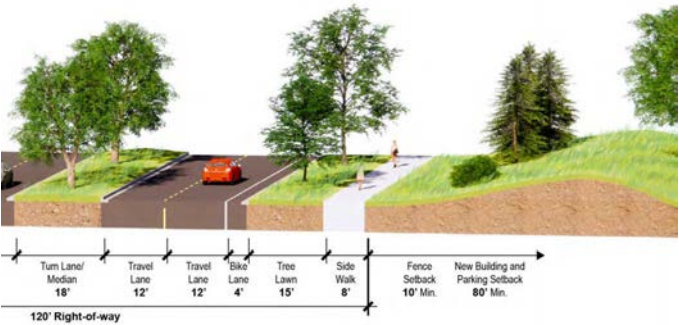 Turn Lane/
Median
18'
Travel
Lane
12'
Travel
Lane
12'
Bike
Lane
4'
Tree
Lawn
15'
Side
Walk
8'
Fence
Setback
10' Min.
New Building and
Parking Setback
80' Min.
120' Right-of-way